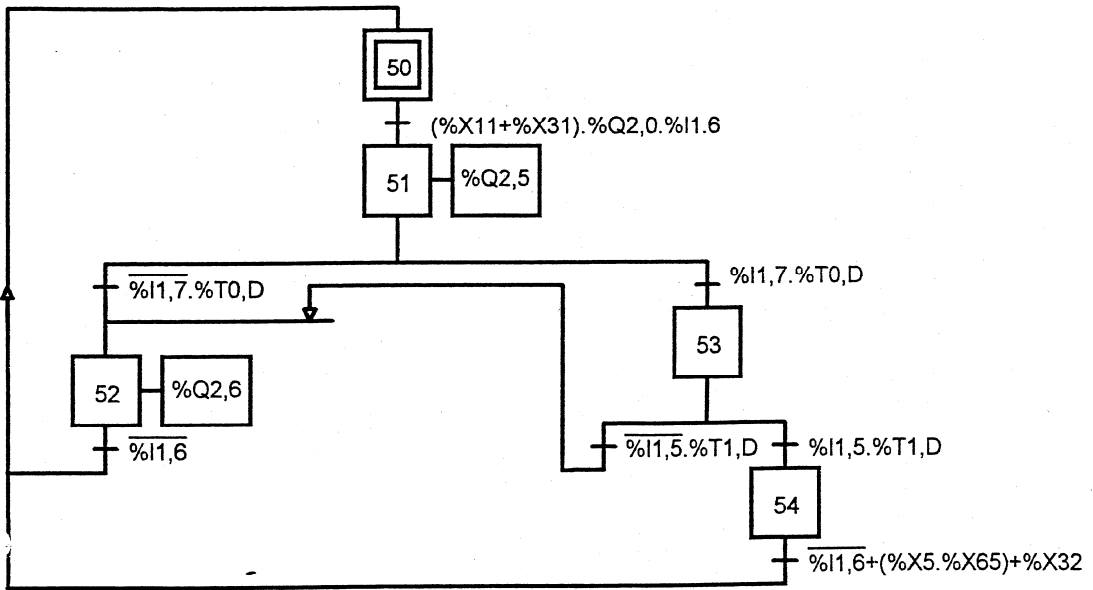 50
(%X11+%X31).%Q2,0.%I1.6
51
%Q2,5
%I1,7.%T0,D
%I1,7.%T0,D
53
52
%Q2,6
%I1,6
%I1,5.%T1,D
%I1,5.%T1,D
54
%I1,6+(%X5.%X65)+%X32